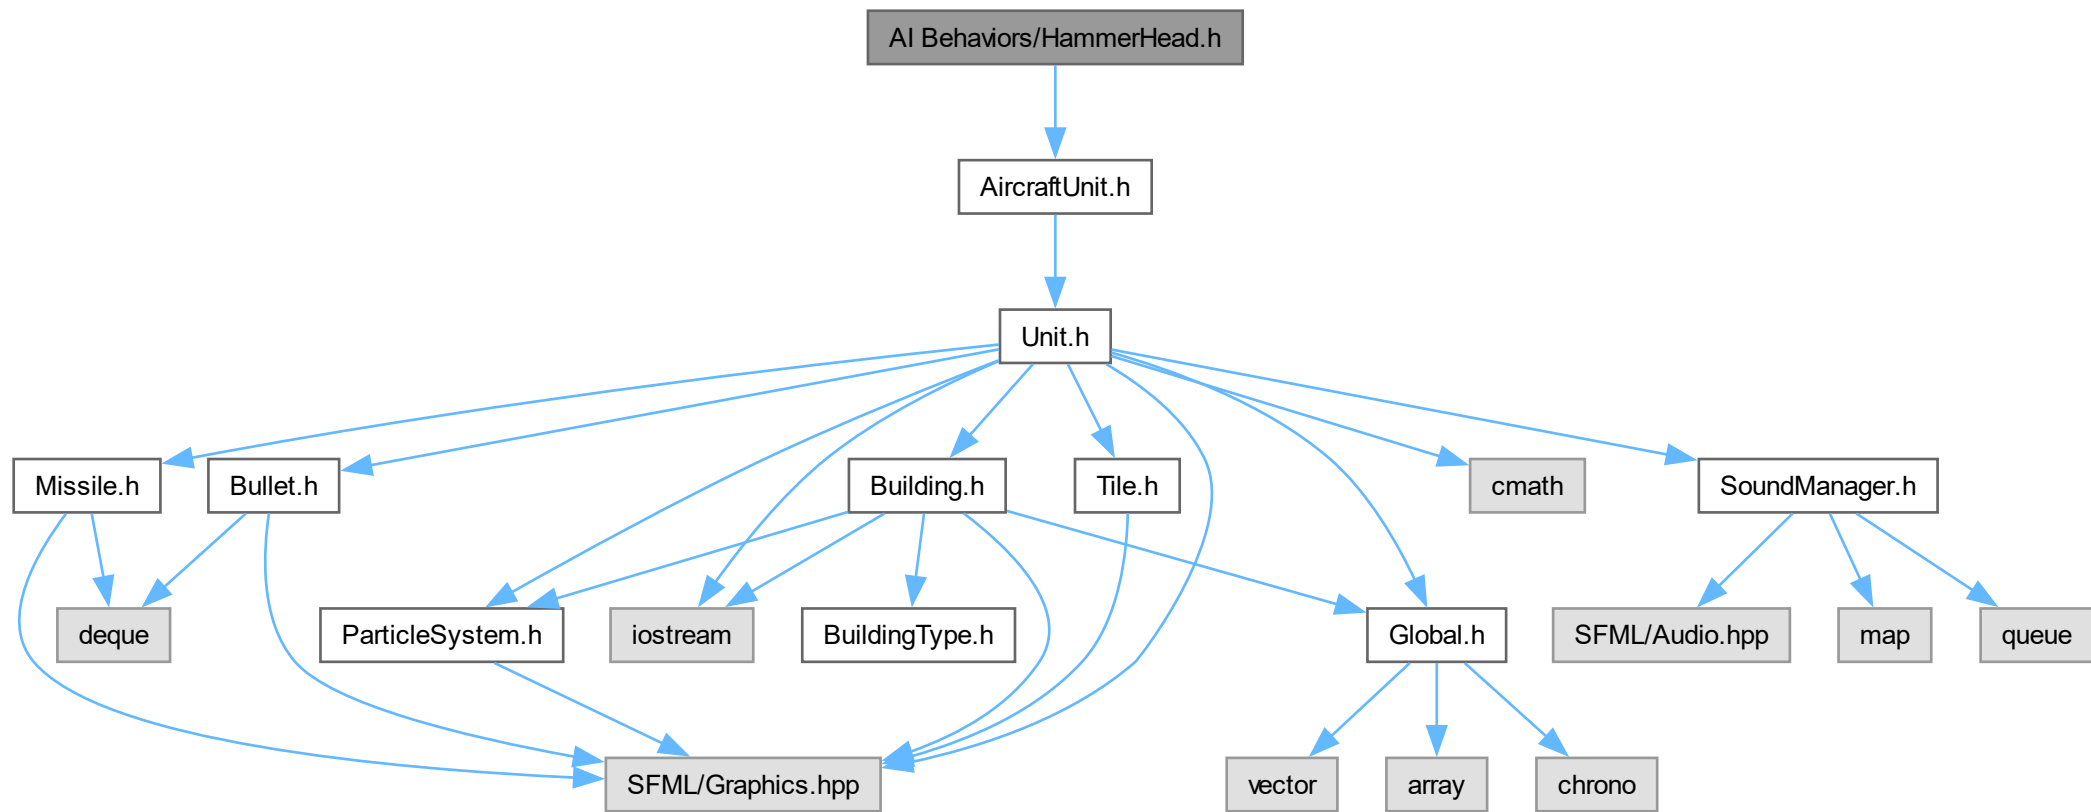 AI Behaviors/HammerHead.h
AircraftUnit.h
Unit.h
Missile.h
Bullet.h
Building.h
Tile.h
cmath
SoundManager.h
deque
ParticleSystem.h
iostream
BuildingType.h
Global.h
SFML/Audio.hpp
map
queue
SFML/Graphics.hpp
vector
array
chrono